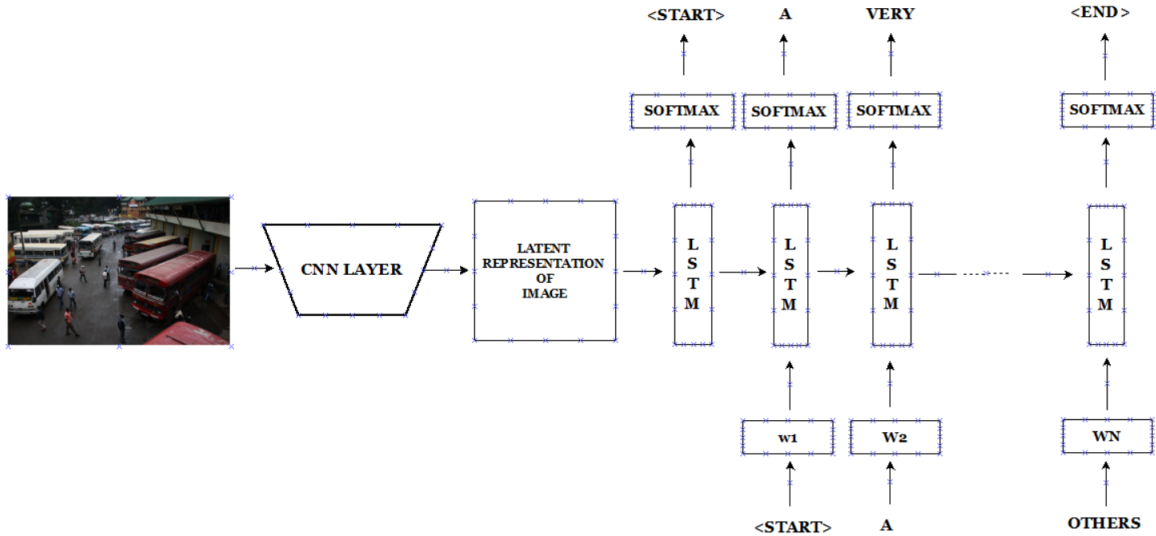 <START> A VERY <END>
SOFTMAX SOFTMAX SOFTMAX SOFTMAX
CNN LAYER
LATENT
REPRESENTATION
OF
IMAGE
L
S
T
M
L
S
T
M
L
S
T
M
L
S
T
M
W1 W2 WN
<START> A OTHERS